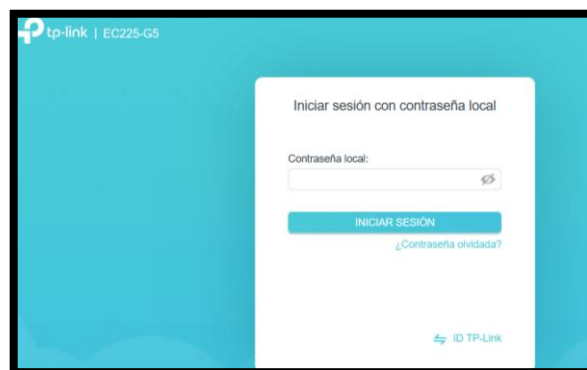 tp-link | EC225-G5
Iniciar sesión con contraseña local
Contraseña local:
INICIAR SESIÓN
¿Contraseña olvidada?
ID TP-Link